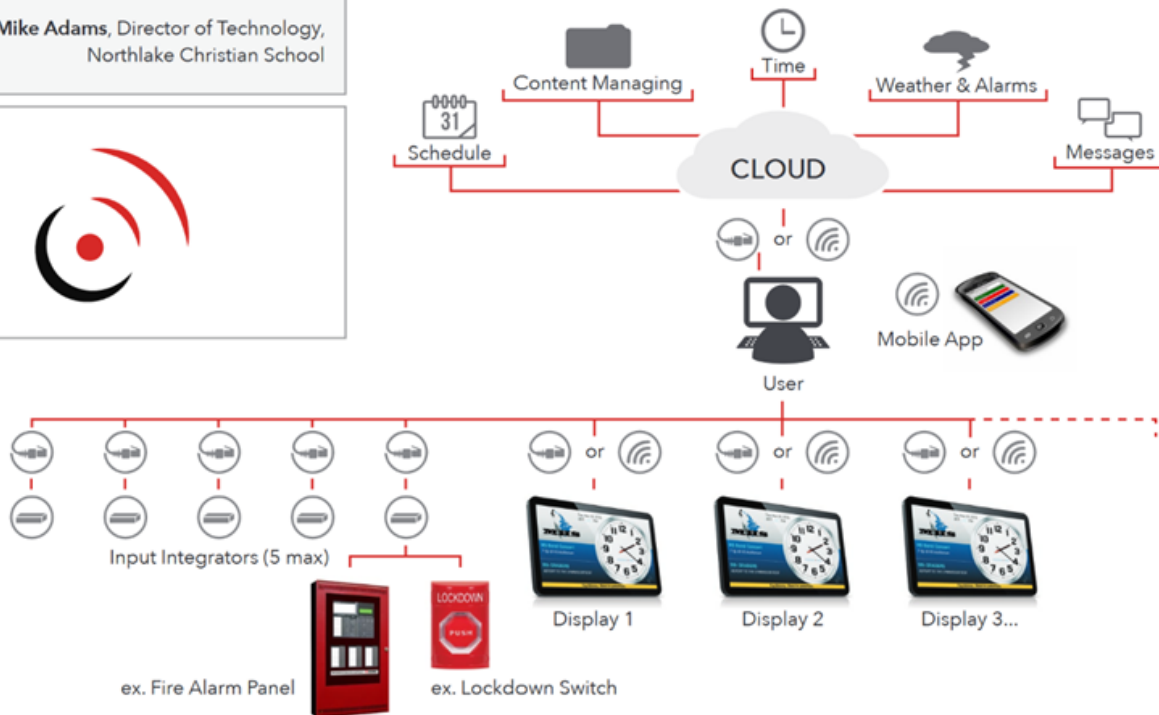 Mike Adams, Director of Technology,
Northlake Christian School
Content Managing
Time
Weather & Alarms
31
Schedule
Messages
CLOUD
or
Mobile App
User
or
or
or
Input Integrators (5 max)
LOCKDOWN
PUSH
Display 1
Display 2
Display 3...
ex. Fire Alarm Panel
ex. Lockdown Switch